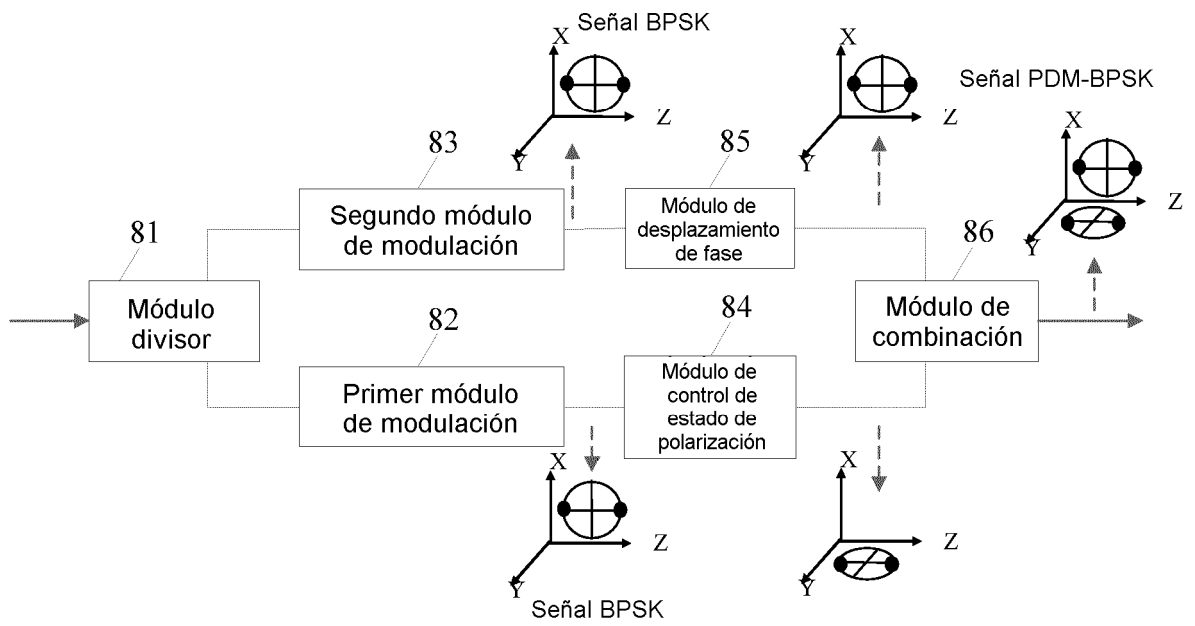 Señal BPSK
X
Z
Y
X
Z
Y
Señal PDM-BPSK
X
Z
Y
83
Segundo módulo
de modulación
85
Módulo de
desplazamiento
de fase
81
Módulo
divisor
86
Módulo de
combinación
82
Primer módulo
de modulación
84
Módulo de
control de
estado de
polarización
X
Z
Y
Señal BPSK
X
Z
Y